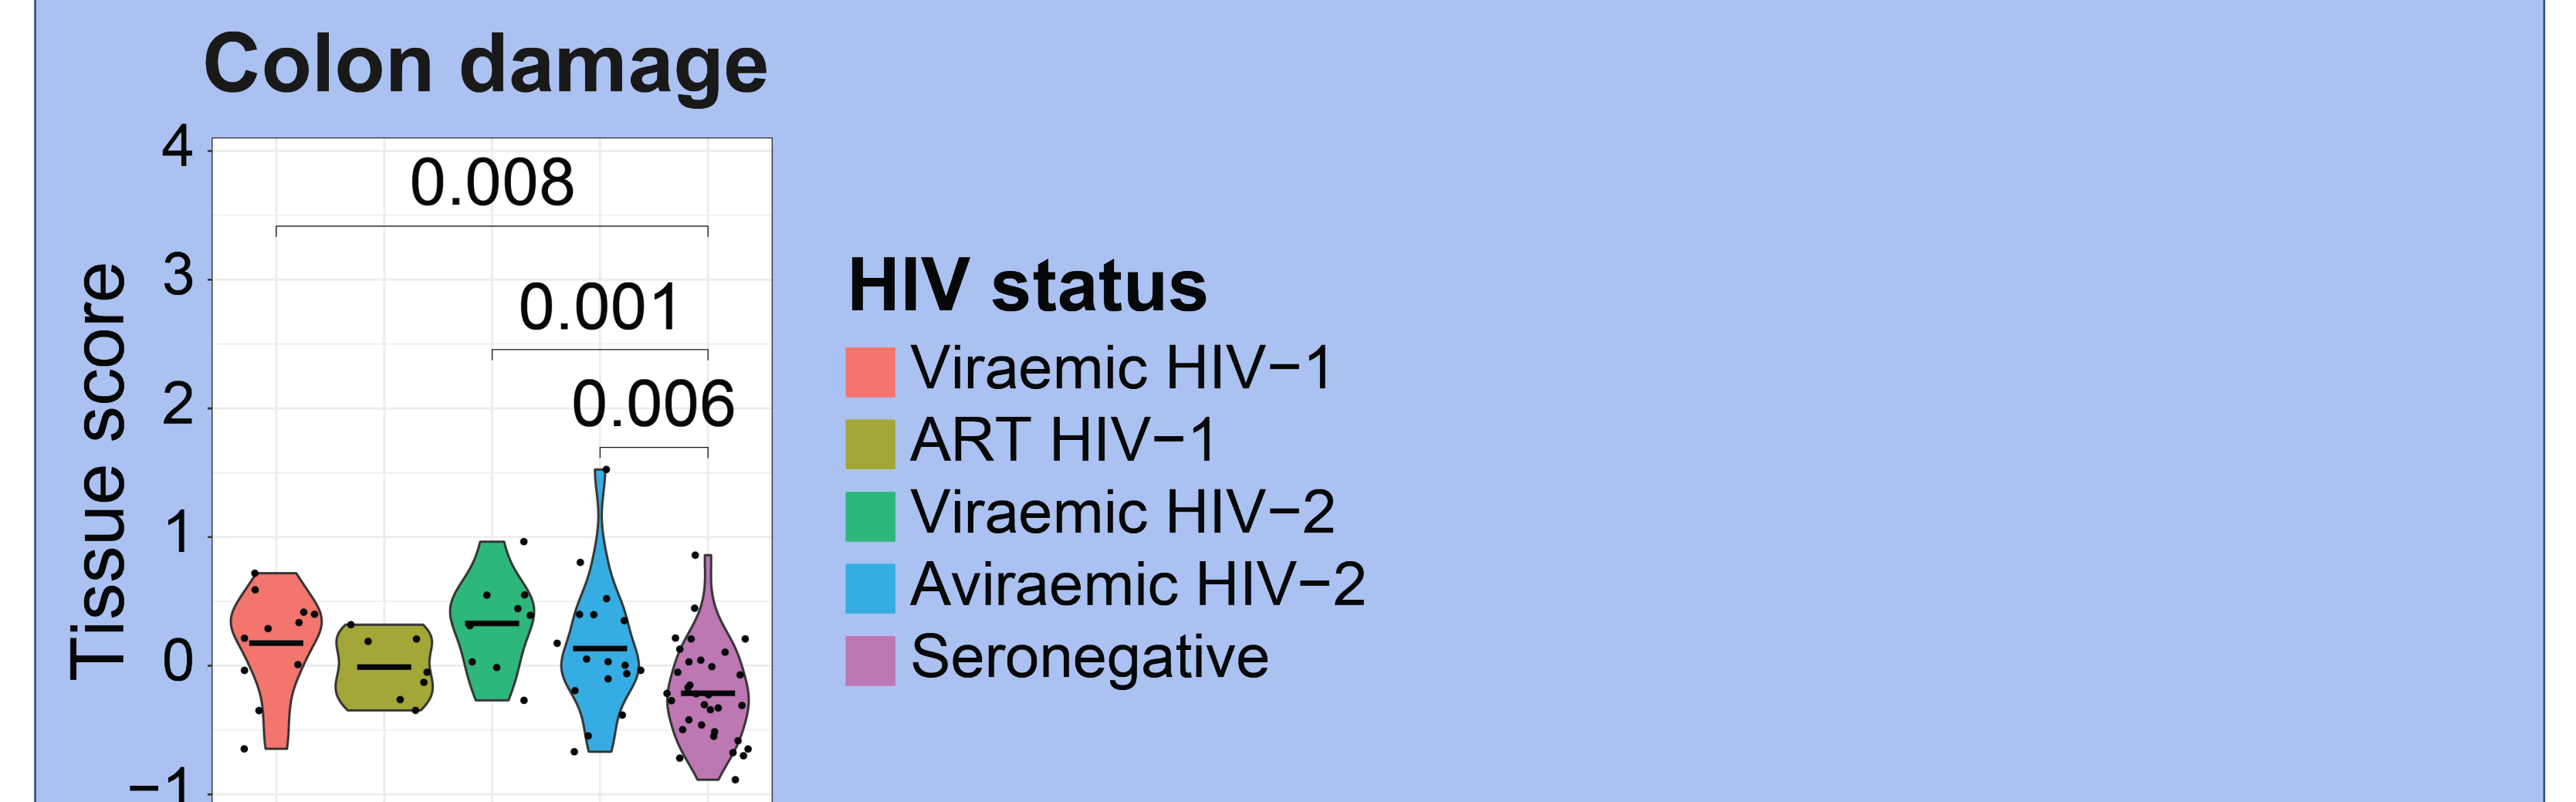 Colon damage
4
0.008
3
0.001
2
0.006
1
0
−1
Tissue score
HIV status
Viraemic HIV−1
ART HIV−1
Viraemic HIV−2
Aviraemic HIV−2
Seronegative